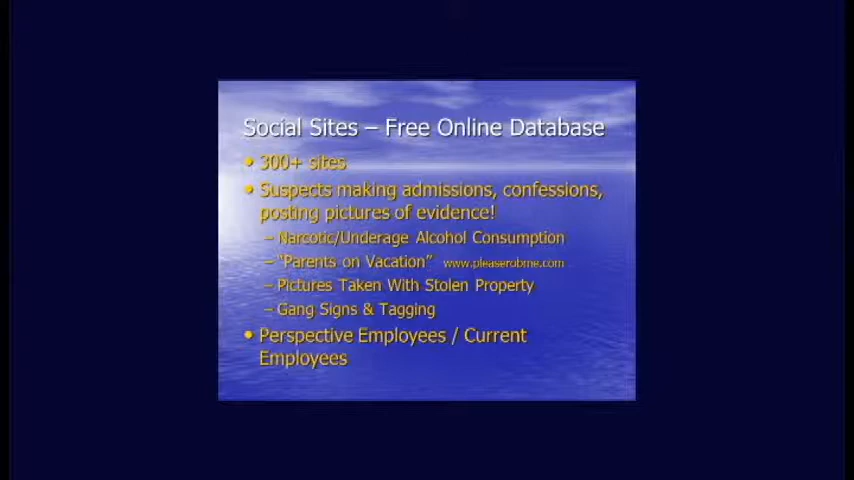 Social Sites – Free Online Database
• 300+ sites
• Suspects making admissions, confessions,
posting pictures of evidence!
– Narcotic/Underage Alcohol Consumption
– "Parents on Vacation" www.pleaserobme.com
– Pictures Taken With Stolen Property
– Gang Signs & Tagging
• Perspective Employees / Current
Employees